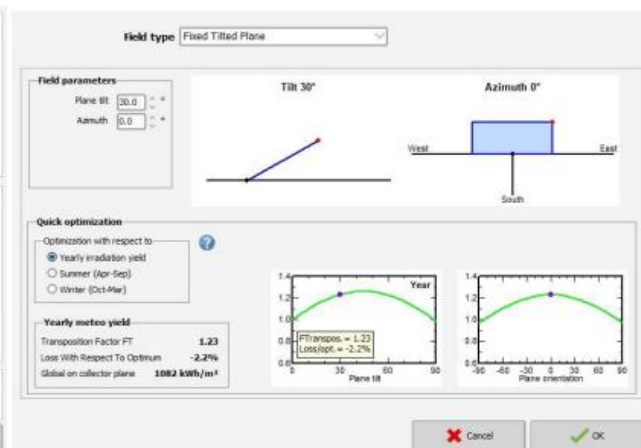 Field type Fixed Tilted Plane
Field parameters
Plane tilt 30.0 °
Azimuth 0.0 °
Tilt 30°
Azimuth 0°
West
East
South
Quick optimization
Optimization with respect to
Yearly irradiation yield
Summer (Apr-Sep)
Winter (Oct-Mar)
?
Yearly meteo yield
Transposition Factor FT 1.23
Loss With Respect To Optimum -2.2%
Global on collector plane 1082 kWh/m²
1.4
Year
1.2
1.0
0.8
0.6
FTranspos. = 1.23
Loss/opt. = -2.2%
0 30 60 90
Plane tilt
1.4
1.2
1.0
0.8
0.6
-90 -60 -30 0 30 60 90
Plane orientation
Cancel
OK